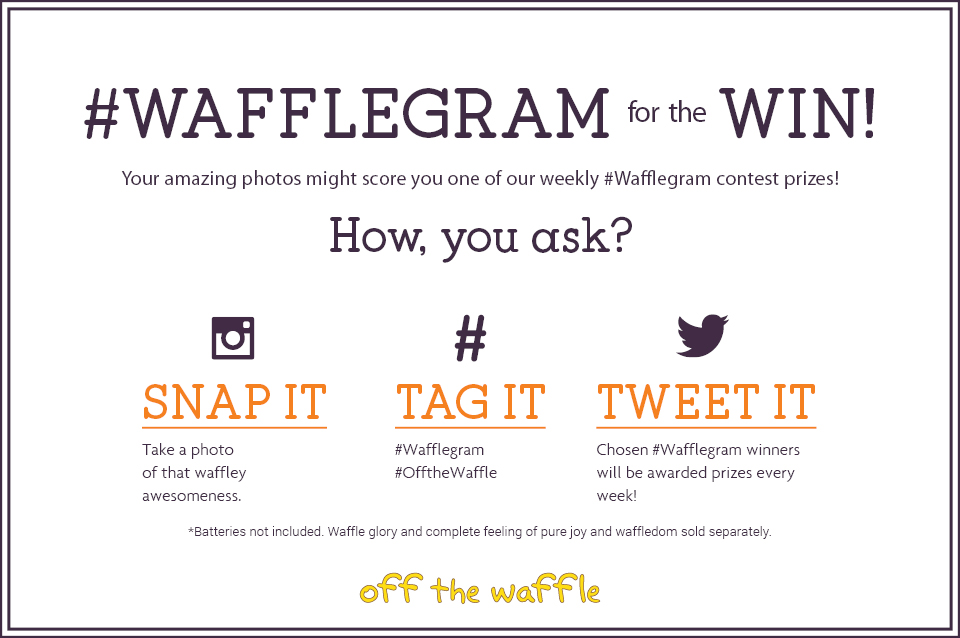 #WAFFLEGRAM for the WIN!
Your amazing photos might score you one of our weekly #Wafflegram contest prizes!
How, you ask?
#
SNAP IT
Take a photo
of that waffley
awesomeness.
TAG IT
#Wafflegram
#OfftheWaffle
TWEET IT
Chosen #Wafflegram winners
will be awarded prizes every
week!
*Batteries not included. Waffle glory and complete feeling of pure joy and waffledom sold separately.
off the waffle